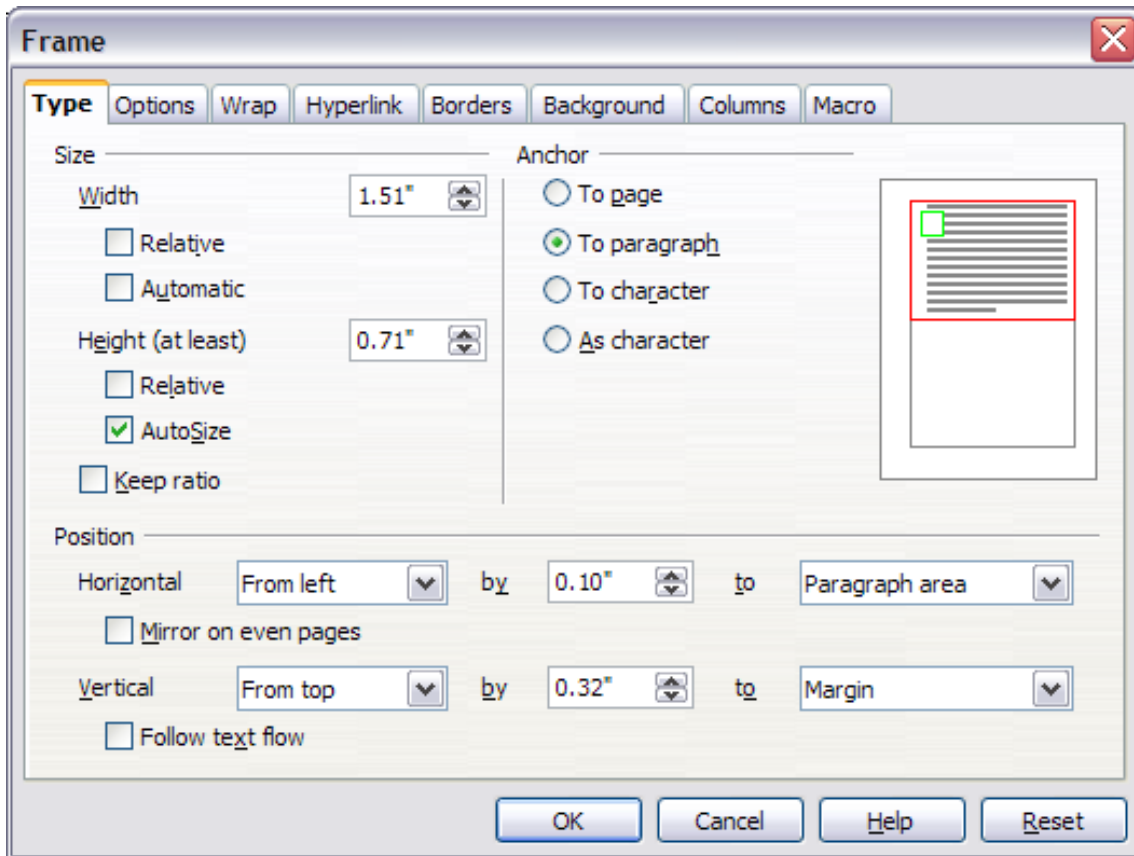 Frame
Type Options Wrap Hyperlink Borders Background Columns Macro
Size Anchor
Width 1.51" To page
Relative To paragraph
Automatic To character
Height (at least) 0.71" As character
Relative
AutoSize
Keep ratio
Position
Horizontal From left by 0.10" to Paragraph area
Mirror on even pages
Vertical From top by 0.32" to Margin
Follow text flow
OK Cancel Help Reset